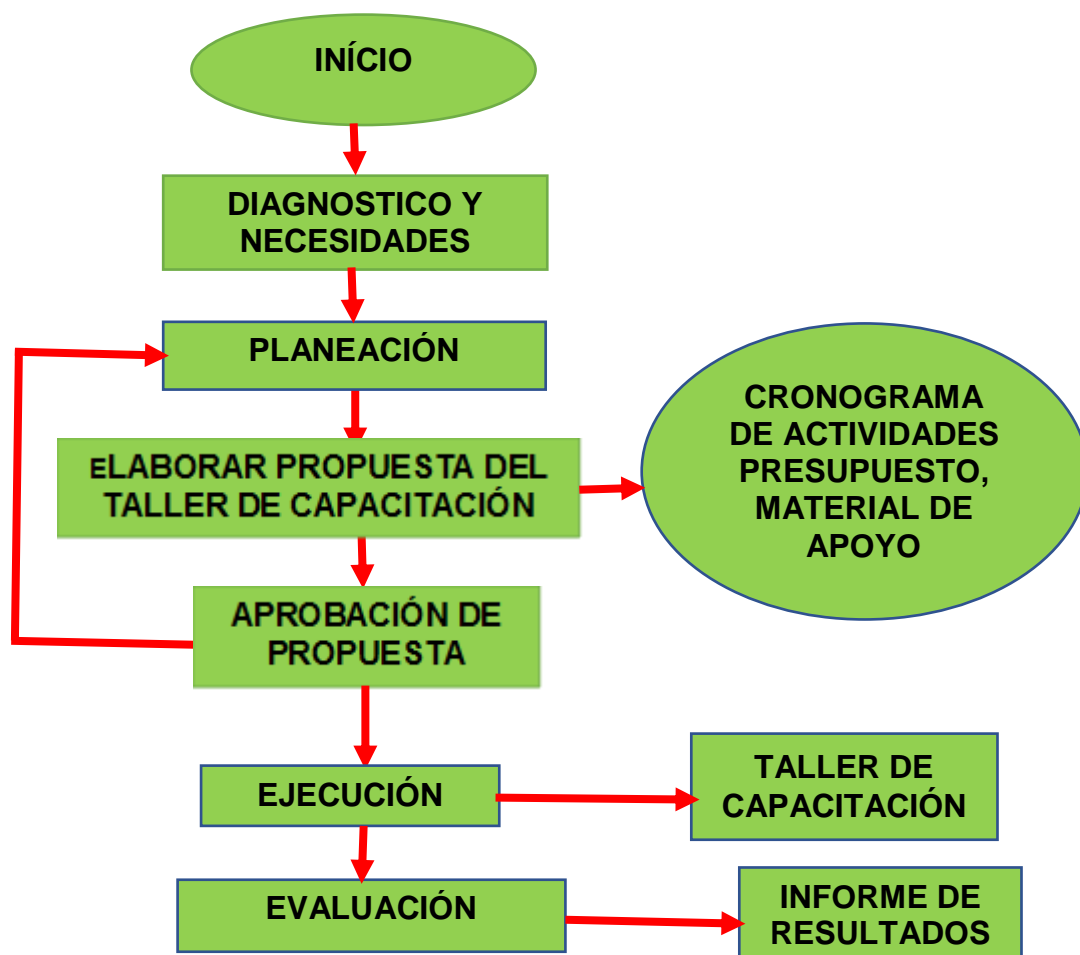 INÍCIO
DIAGNOSTICO Y
NECESIDADES
PLANEACIÓN
ELABORAR PROPUESTA DEL
TALLER DE CAPACITACIÓN
CRONOGRAMA
DE ACTIVIDADES
PRESUPUESTO,
MATERIAL DE
APOYO
APROBACIÓN DE
PROPUESTA
EJECUCIÓN
TALLER DE
CAPACITACIÓN
EVALUACIÓN
INFORME DE
RESULTADOS